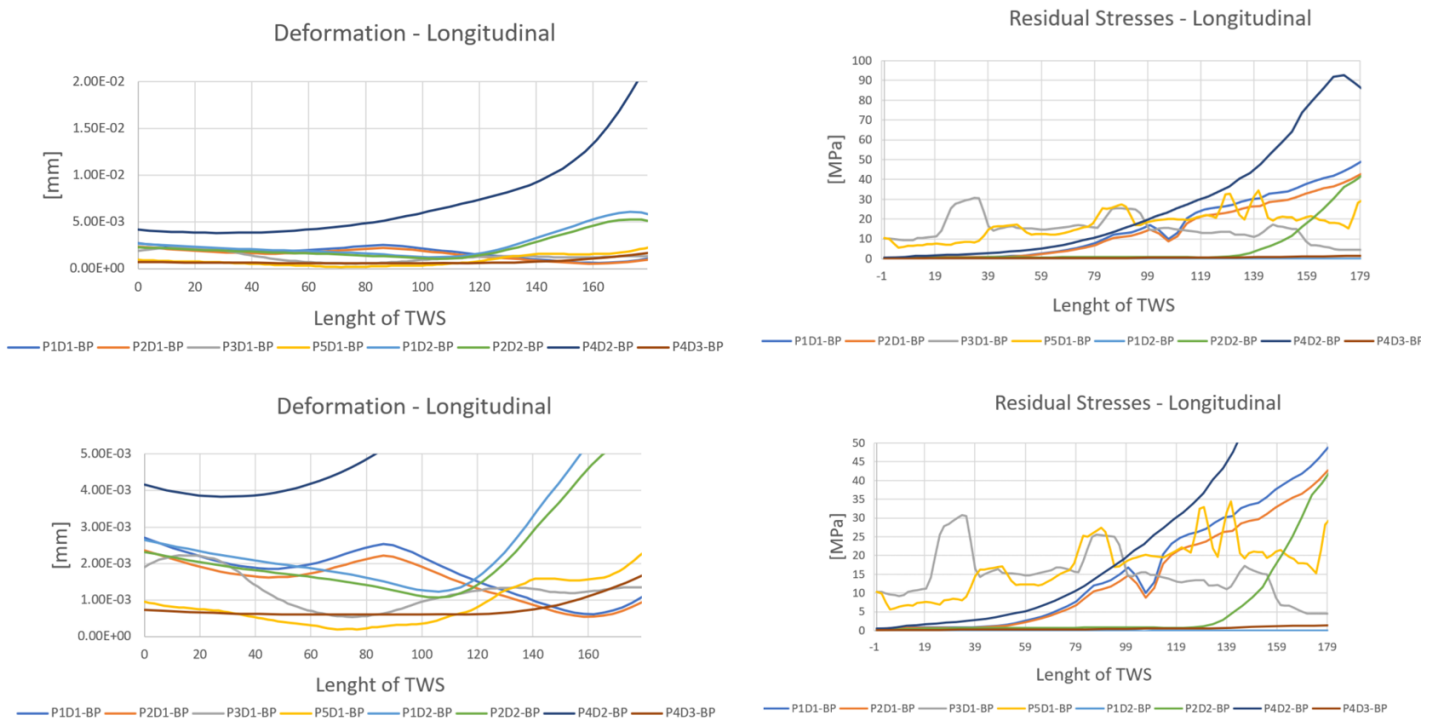 Deformation - Longitudinal
[mm]
2.00E-02
1.50E-02
1.00E-02
5.00E-03
0.00E+00
0 20 40 60 80 100 120 140 160
Lenght of TWS
P1D1-BP P2D1-BP P3D1-BP P5D1-BP P1D2-BP P2D2-BP P4D2-BP P4D3-BP
Residual Stresses - Longitudinal
[MPa]
100
90
80
70
60
50
40
30
20
10
0
-1 19 39 59 79 99 119 139 159 179
Lenght of TWS
P1D1-BP P2D1-BP P3D1-BP P5D1-BP P1D2-BP P2D2-BP P4D2-BP P4D3-BP
Deformation - Longitudinal
[mm]
5.00E-03
4.00E-03
3.00E-03
2.00E-03
1.00E-03
0.00E+00
0 20 40 60 80 100 120 140 160
Lenght of TWS
P1D1-BP P2D1-BP P3D1-BP P5D1-BP P1D2-BP P2D2-BP P4D2-BP P4D3-BP
Residual Stresses - Longitudinal
[MPa]
50
45
40
35
30
25
20
15
10
5
0
-1 19 39 59 79 99 119 139 159 179
Lenght of TWS
P1D1-BP P2D1-BP P3D1-BP P5D1-BP P1D2-BP P2D2-BP P4D2-BP P4D3-BP